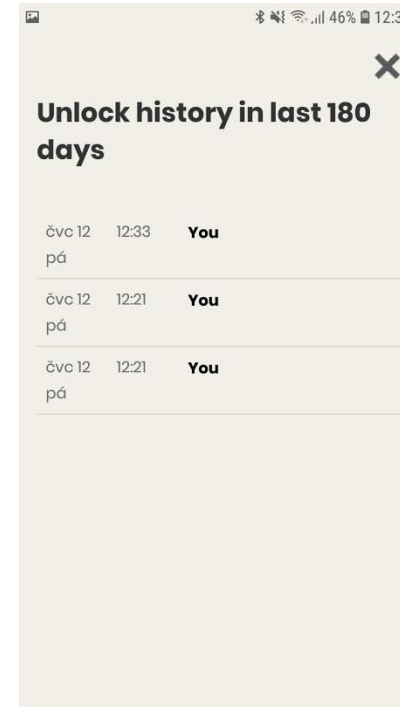 46% 12:3
Unlock history in last 180
days
čvc 12 12:33 You
pá
čvc 12 12:21 You
pá
čvc 12 12:21 You
pá